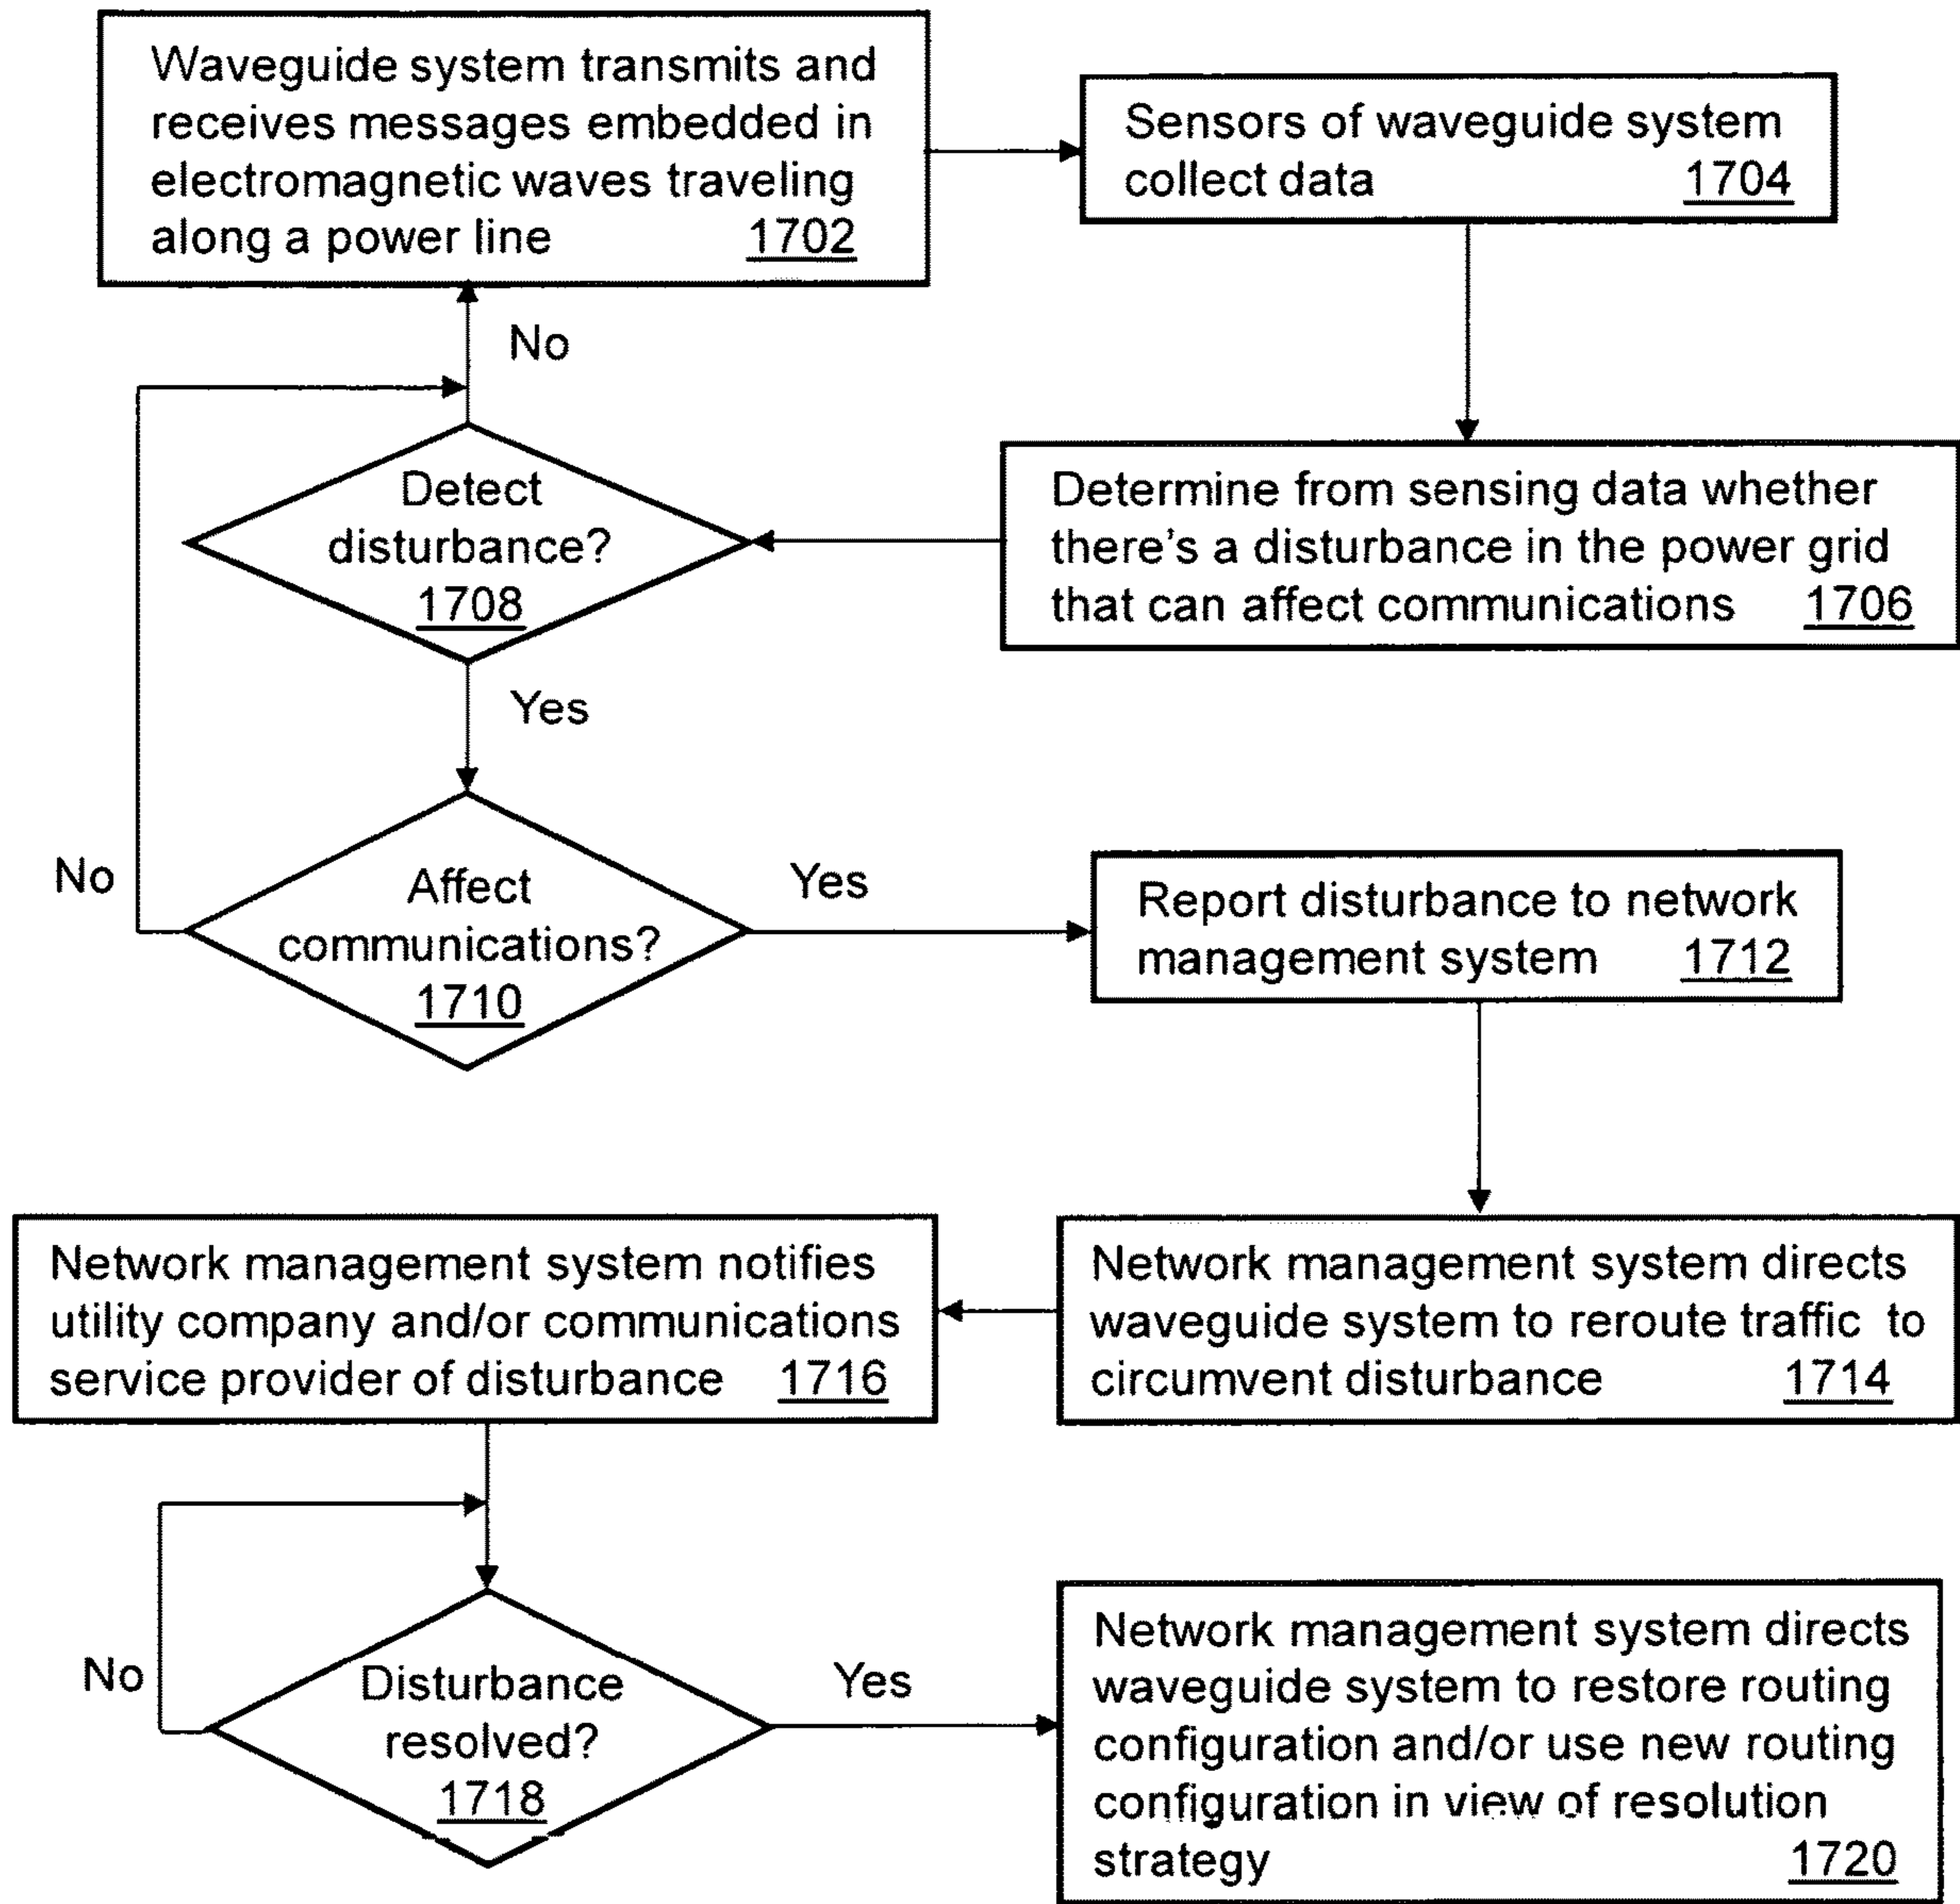 Waveguide system transmits and
receives messages embedded in
electromagnetic waves traveling
along a power line 1702
Sensors of waveguide system
collect data 1704
Determine from sensing data whether
there's a disturbance in the power grid
that can affect communications 1706
No
Detect
disturbance?
1708
Yes
No
Affect
communications?
1710
Yes
Report disturbance to network
management system 1712
Network management system directs
waveguide system to reroute traffic to
circumvent disturbance 1714
Network management system notifies
utility company and/or communications
service provider of disturbance 1716
No
Disturbance
resolved?
1718
Yes
Network management system directs
waveguide system to restore routing
configuration and/or use new routing
configuration in view of resolution
strategy 1720